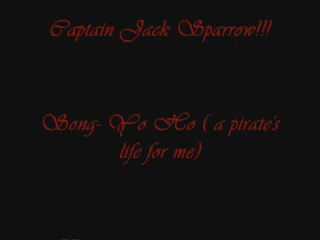 Captain Jack Sparrow!!!
Song- Yo Ho ( a pirate's
life for me)